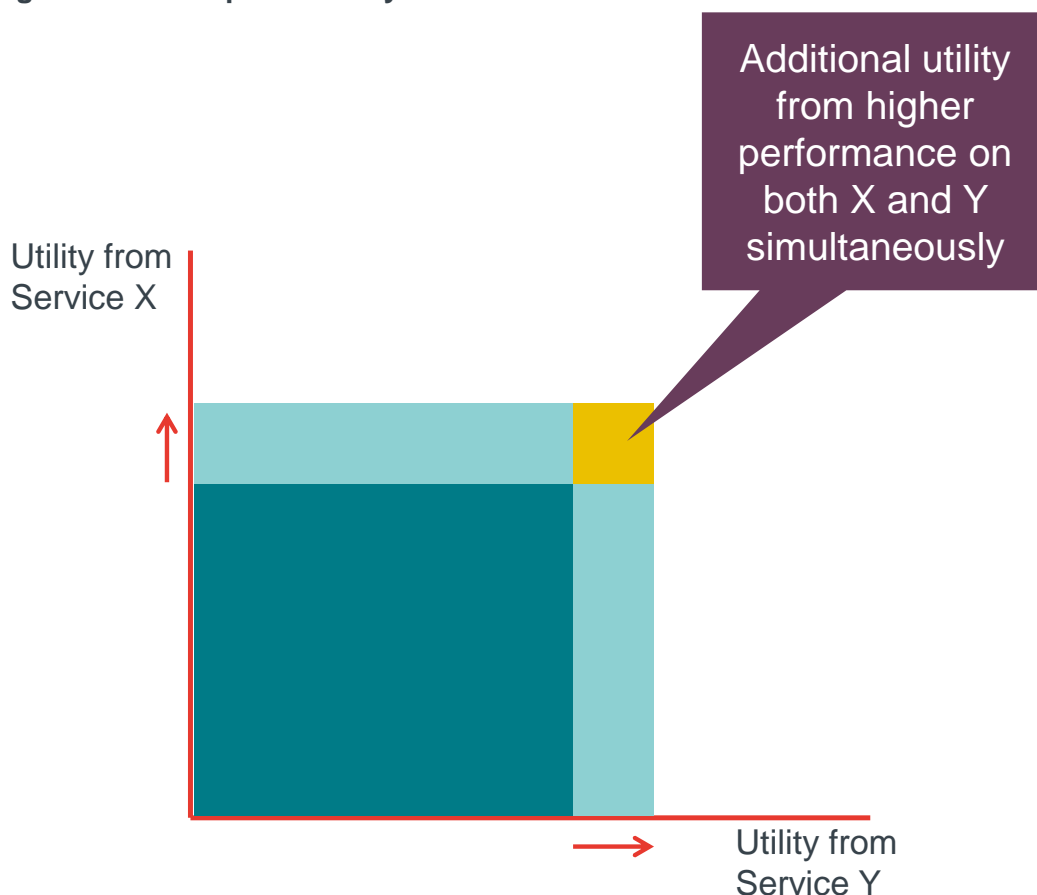 Additional utility
from higher
performance on
both X and Y
simultaneously
Utility from
Service X
Utility from
Service Y